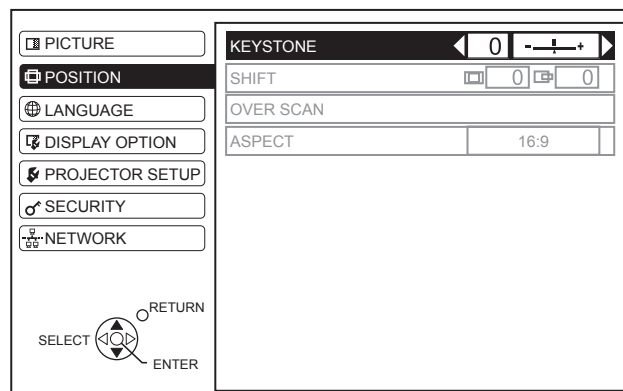 PICTURE
POSITION
LANGUAGE
DISPLAY OPTION
PROJECTOR SETUP
SECURITY
NETWORK
RETURN
SELECT
ENTER
KEYSTONE 0 - +
SHIFT 0 0
OVER SCAN
ASPECT 16:9